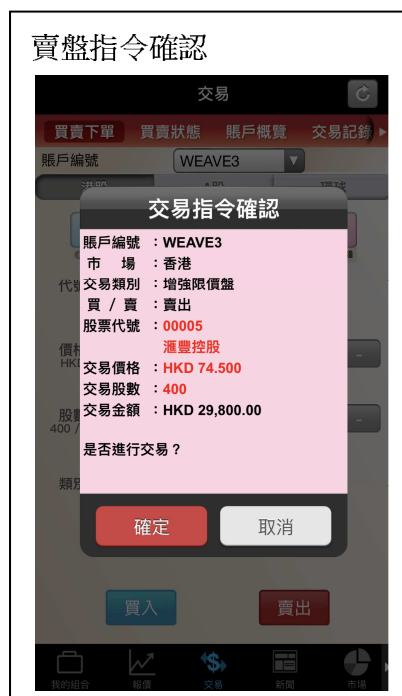 賣盤指令確認
交易
買賣下單 買賣狀態 賬戶概覽 交易記錄
賬戶編號 WEAVE3
交易指令確認
賬戶編號 ：WEAVE3
市 場 ：香港
交易類別 ：增強限價盤
買 / 賣 ：賣出
股票代號 ：00005
滙豐控股
交易價格 ：HKD 74.500
交易股數 ：400
交易金額 ：HKD 29,800.00
是否進行交易？
確定 取消
買入 賣出
我的組合 報價 交易 新聞 市場